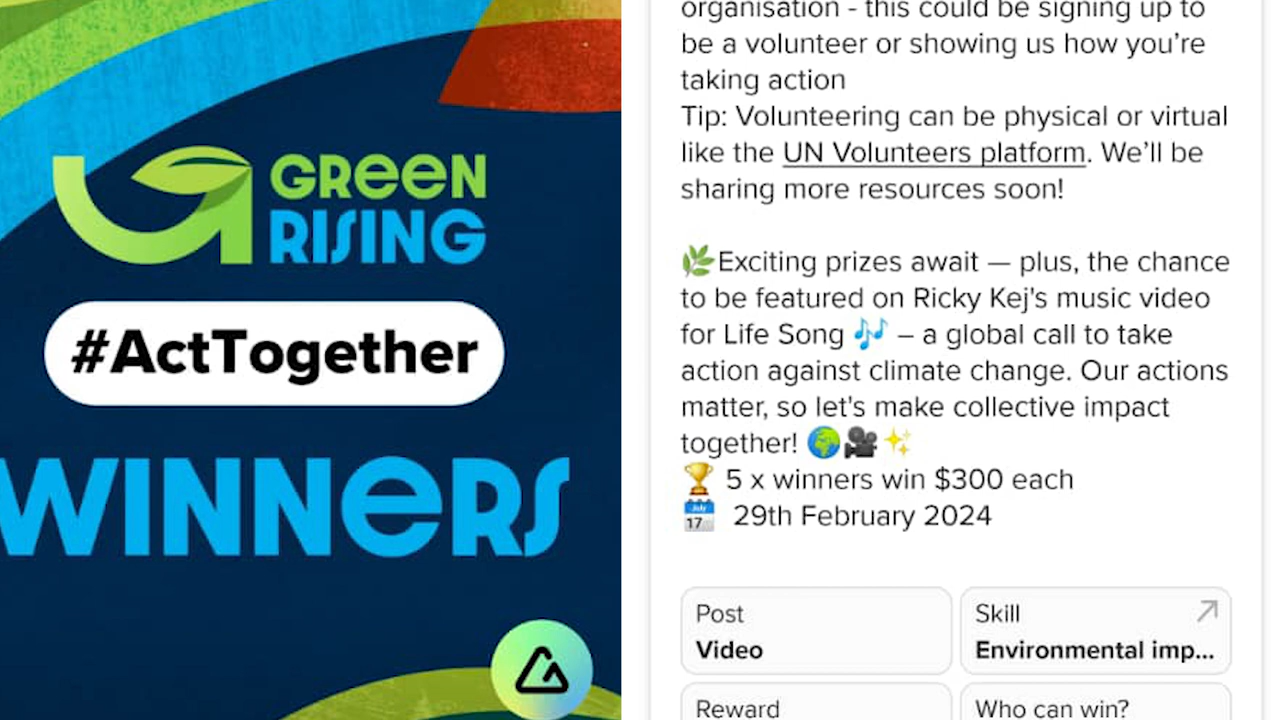 GREEN
RISING
#ActTogether
WINNERS
organisation - this could be signing up to
be a volunteer or showing us how you’re
taking action
Tip: Volunteering can be physical or virtual
like the UN Volunteers platform. We’ll be
sharing more resources soon!
🌿Exciting prizes await — plus, the chance
to be featured on Ricky Kej's music video
for Life Song 🎶 – a global call to take
action against climate change. Our actions
matter, so let's make collective impact
together! 🌍🎥✨
🏆 5 x winners win $300 each
📅 29th February 2024
Post
Video
Skill
Environmental imp...
Reward
Who can win?